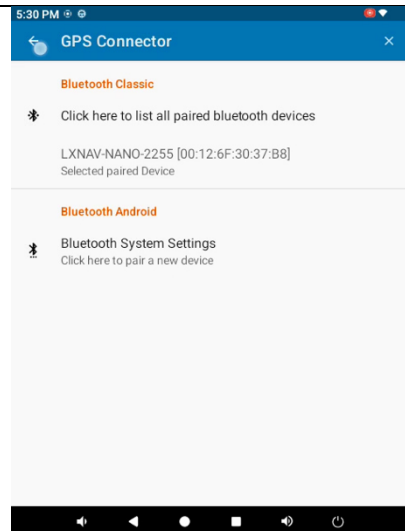 5:30 PM
GPS Connector
Bluetooth Classic
Click here to list all paired bluetooth devices
LXNAV-NANO-2255 [00:12:6F:30:37:B8]
Selected paired Device
Bluetooth Android
Bluetooth System Settings
Click here to pair a new device